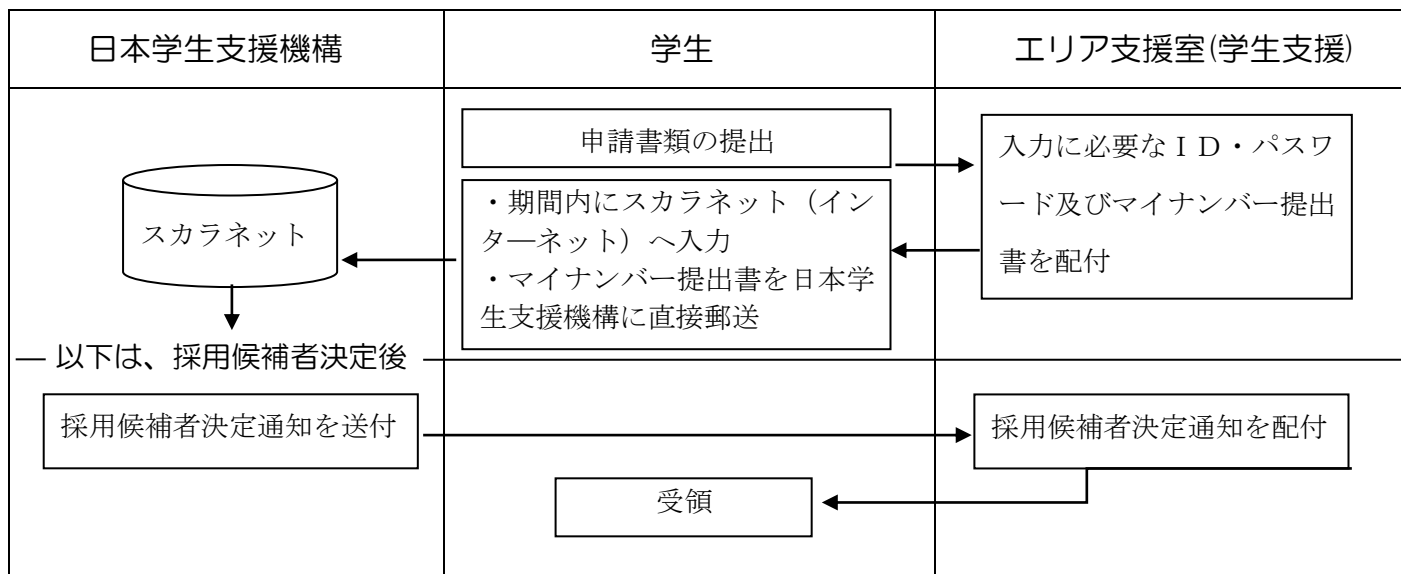 日本学生支援機構
学生
エリア支援室(学生支援)
申請書類の提出
入力に必要なＩＤ・パスワ
ード及びマイナンバー提出
書を配付
・期間内にスカラネット（イン
タ―ネット）へ入力
・マイナンバー提出書を日本学
生支援機構に直接郵送
スカラネット
― 以下は、採用候補者決定後
採用候補者決定通知を送付
採用候補者決定通知を配付
受領